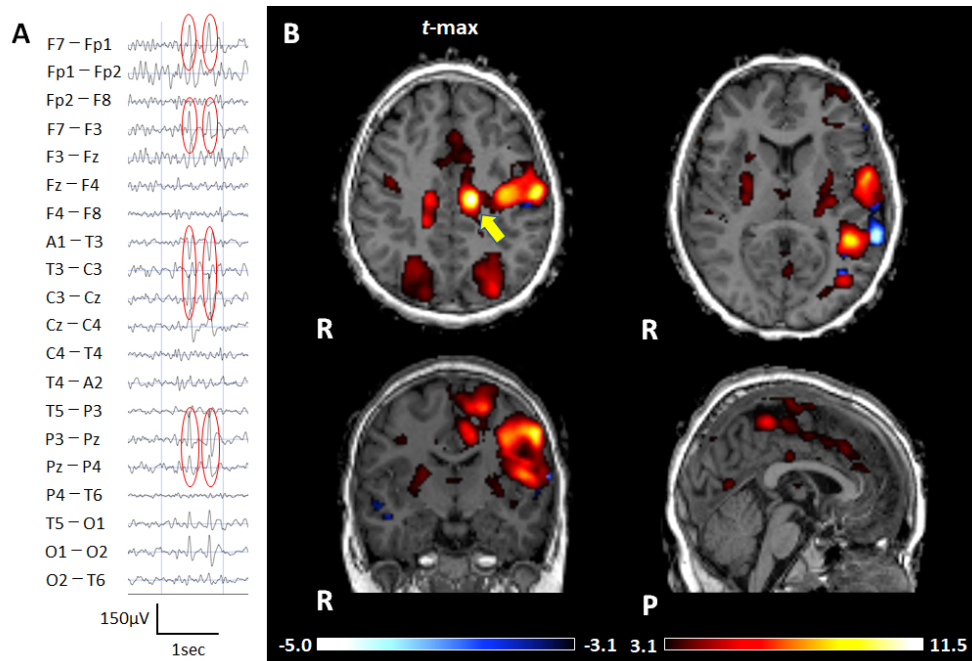 A
F7 – Fp1
Fp1 – Fp2
Fp2 – F8
F7 – F3
F3 – Fz
Fz – F4
F4 – F8
A1 – T3
T3 – C3
C3 – Cz
Cz – C4
C4 – T4
T4 – A2
T5 – P3
P3 – Pz
Pz – P4
P4 – T6
T5 – O1
O1 – O2
O2 – T6
150μV
1sec
B
t-max
R
R
R
P
-5.0
-3.1
3.1
11.5